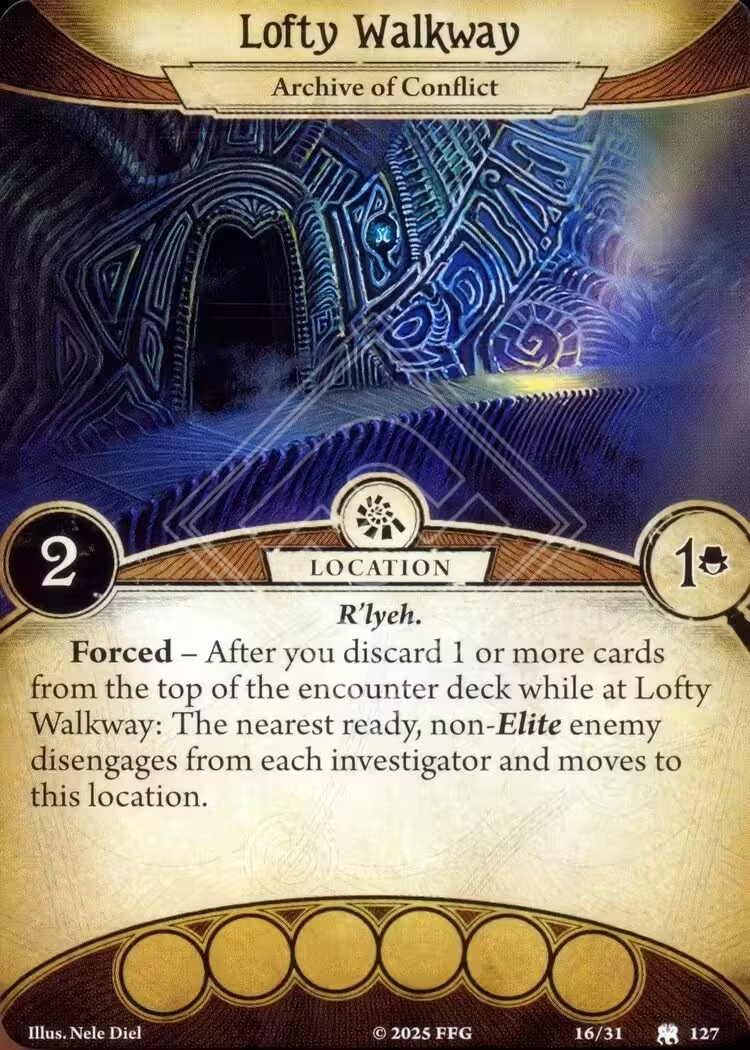 Lofty Walkway
Archive of Conflict
2
1
LOCATION
R'lyeh.
Forced – After you discard 1 or more cards
from the top of the encounter deck while at Lofty
Walkway: The nearest ready, non-Elite enemy
disengages from each investigator and moves to
this location.
Illus. Nele Diel
© 2025 FFG
16/31
127